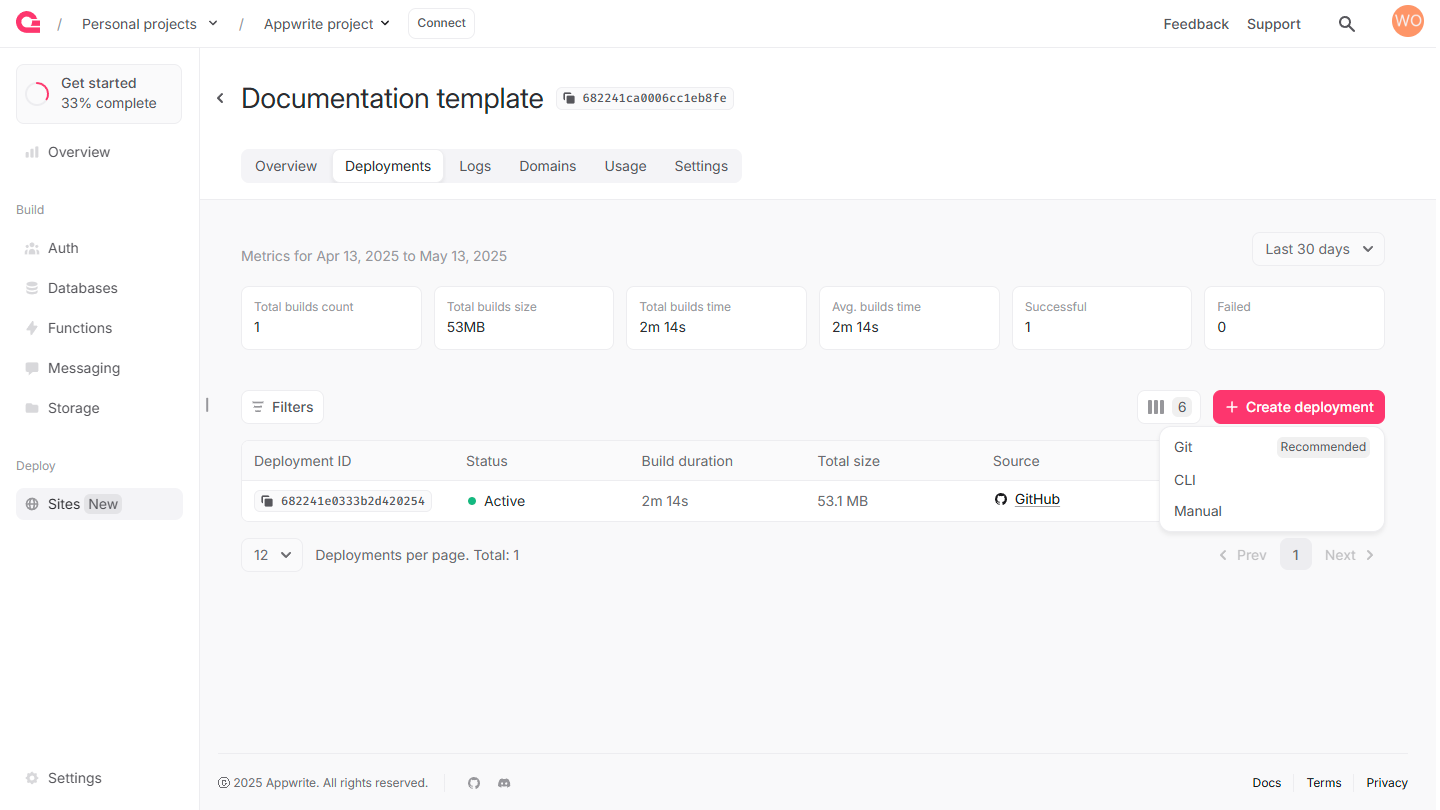 / Personal projects / Appwrite project Connect Feedback Support WO
Get started
33% complete
Overview
Build
Auth
Databases
Functions
Messaging
Storage
Deploy
Sites New
Settings
Documentation template 682241ca0006cc1eb8fe
Overview Deployments Logs Domains Usage Settings
Metrics for Apr 13, 2025 to May 13, 2025 Last 30 days
Total builds count Total builds size Total builds time Avg. builds time Successful Failed
1 53MB 2m 14s 2m 14s 1 0
Filters 6 + Create deployment
Git Recommended
CLI
Manual
Deployment ID Status Build duration Total size Source
682241e0333b2d420254 Active 2m 14s 53.1 MB GitHub
12 Deployments per page. Total: 1 Prev 1 Next
2025 Appwrite. All rights reserved. Docs Terms Privacy